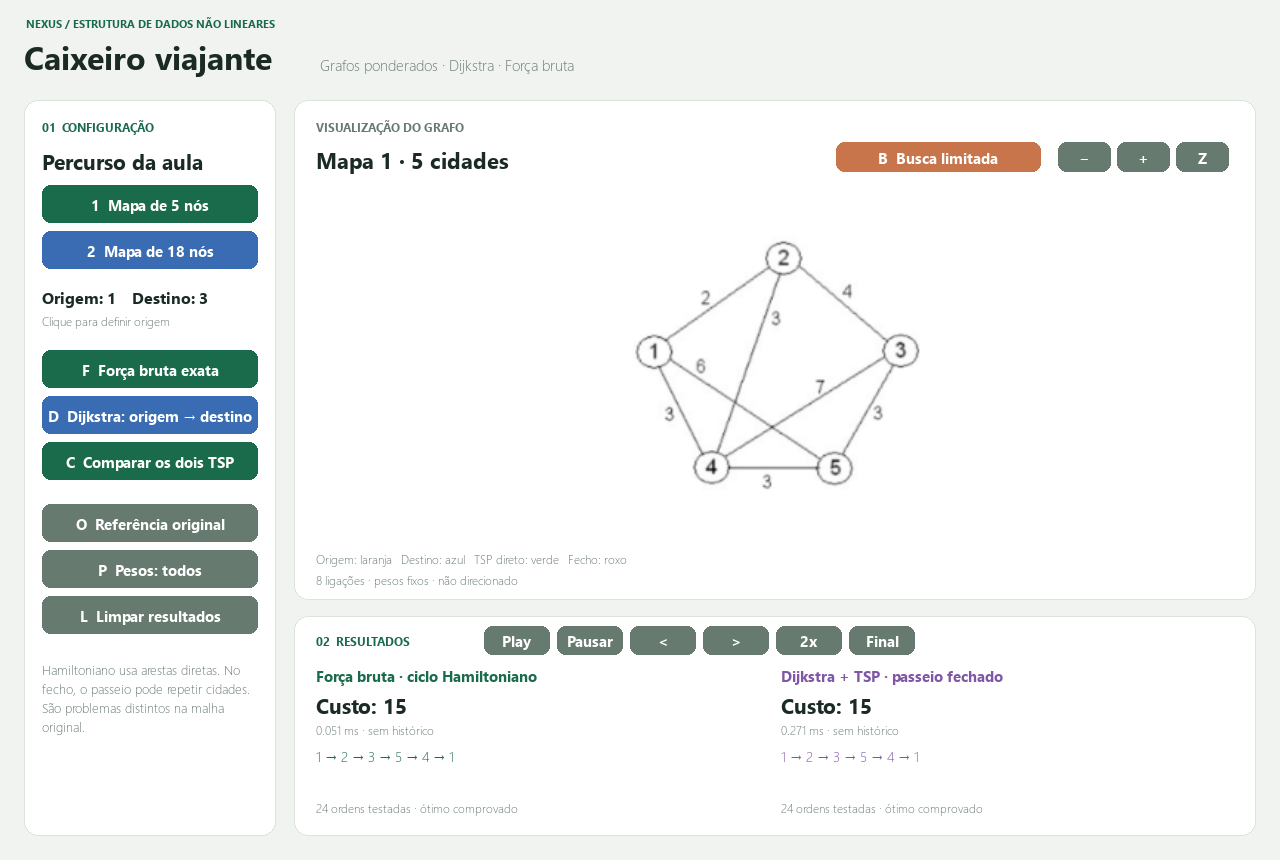 NEXUS / ESTRUTURA DE DADOS NÃO LINEARES
Caixeiro viajante
Grafos ponderados · Dijkstra · Força bruta
01 CONFIGURAÇÃO
Percurso da aula
1 Mapa de 5 nós
2 Mapa de 18 nós
Origem: 1 Destino: 3
Clique para definir origem
F Força bruta exata
D Dijkstra: origem → destino
C Comparar os dois TSP
O Referência original
P Pesos: todos
L Limpar resultados
Hamiltoniano usa arestas diretas. No
fecho, o passeio pode repetir cidades.
São problemas distintos na malha
original.
VISUALIZAÇÃO DO GRAFO
Mapa 1 · 5 cidades
B Busca limitada
−
+
Z
2
2
4
3
1
3
6
7
3
3
4
5
3
Origem: laranja Destino: azul TSP direto: verde Fecho: roxo
8 ligações · pesos fixos · não direcionado
02 RESULTADOS
Play
Pausar
<
>
2x
Final
Força bruta · ciclo Hamiltoniano
Custo: 15
0.051 ms · sem histórico
1 → 2 → 3 → 5 → 4 → 1
24 ordens testadas · ótimo comprovado
Dijkstra + TSP · passeio fechado
Custo: 15
0.271 ms · sem histórico
1 → 2 → 3 → 5 → 4 → 1
24 ordens testadas · ótimo comprovado